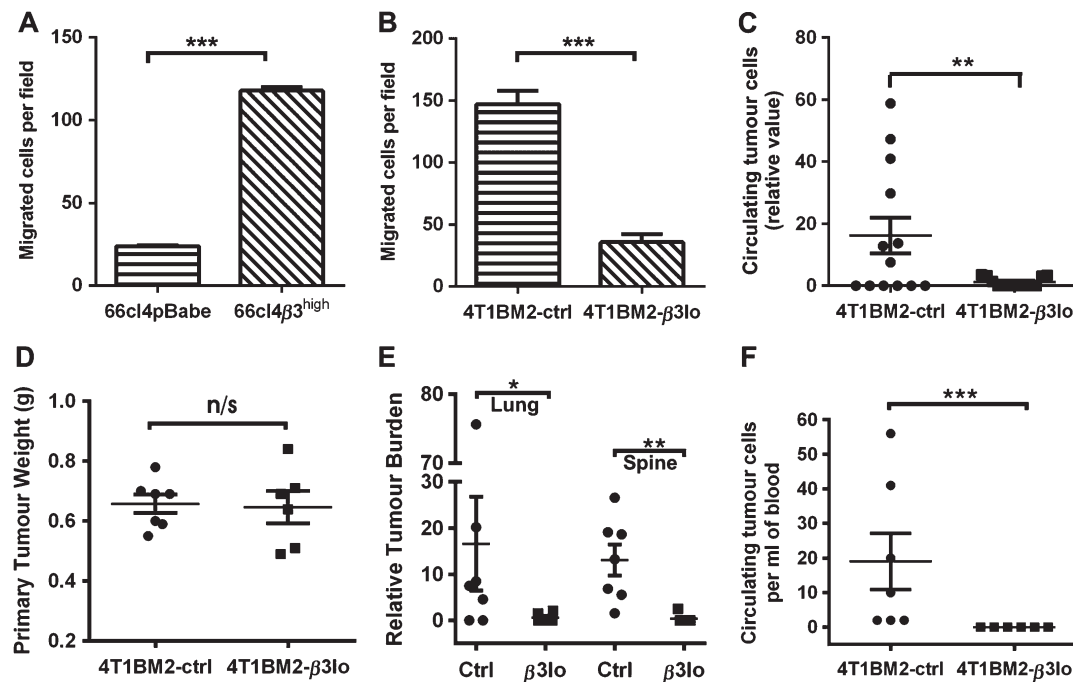 A
Migrated cells per field
150
100
50
0
***
66cl4pBabe
66cl4β3high
B
Migrated cells per field
200
150
100
50
0
***
4T1BM2-ctrl
4T1BM2-β3lo
C
Circulating tumour cells
(relative value)
80
60
40
20
0
**
4T1BM2-ctrl
4T1BM2-β3lo
D
Primary Tumour Weight (g)
1.0
0.8
0.6
0.4
0.2
n/s
4T1BM2-ctrl
4T1BM2-β3lo
E
Relative Tumour Burden
80
70
30
20
10
0
*
Lung
**
Spine
Ctrl
β3lo
Ctrl
β3lo
F
Circulating tumour cells
per ml of blood
60
50
40
30
20
10
0
***
4T1BM2-ctrl
4T1BM2-β3lo